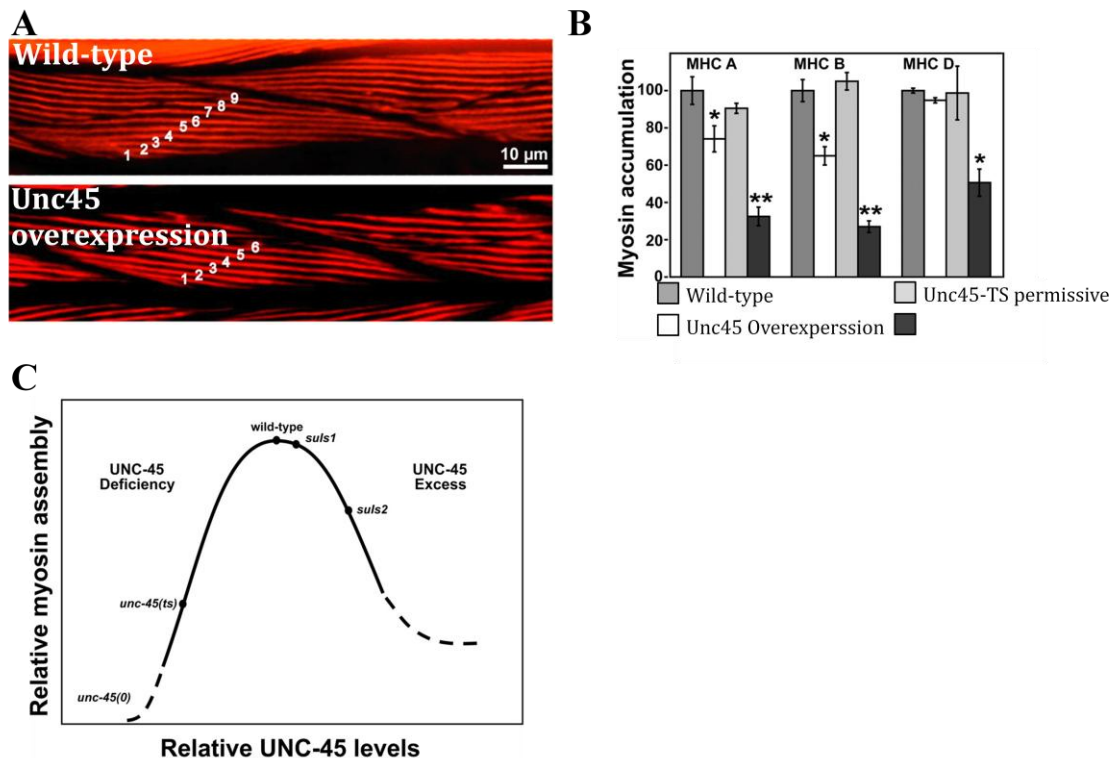 A
Wild-type
1 2 3 4 5 6 7 8 9
10 µm
Unc45
overexpression
1 2 3 4 5 6
B
MHC A MHC B MHC D
Myosin accumulation
100
80
60
40
20
0
* ** * ** *
Wild-type
Unc45-TS permissive
Unc45 Overexperssion
C
Relative myosin assembly
wild-type
suls1
UNC-45
Deficiency
UNC-45
Excess
suls2
unc-45(ts)
unc-45(0)
Relative UNC-45 levels